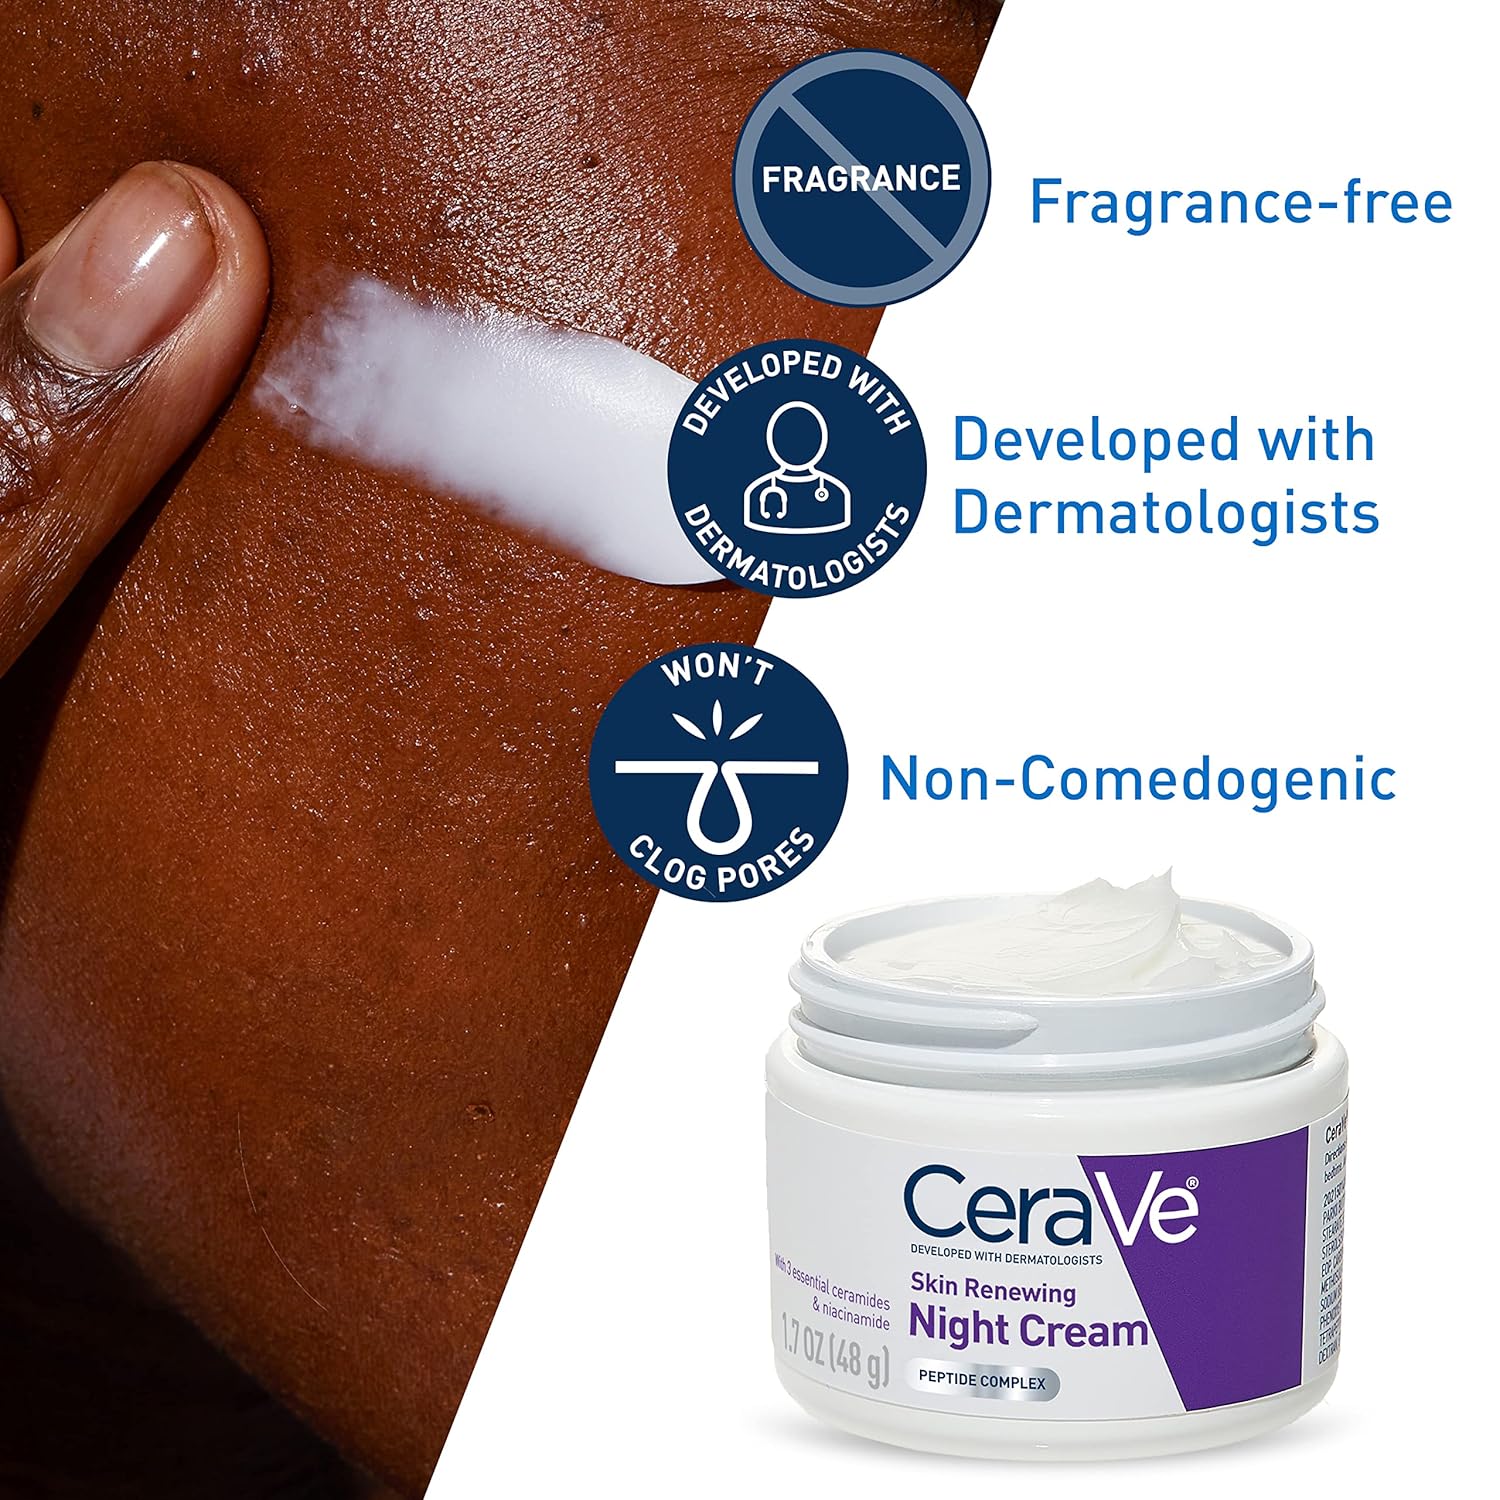 FRAGRANCE
Fragrance-free
DEVELOPED WITH
DERMATOLOGISTS
Developed with
Dermatologists
WON'T
CLOG PORES
Non-Comedogenic
CeraVe®
DEVELOPED WITH DERMATOLOGISTS
With 3 essential ceramides
& niacinamide
1.7 OZ (48 g)
Skin Renewing
Night Cream
PEPTIDE COMPLEX
CeraVe